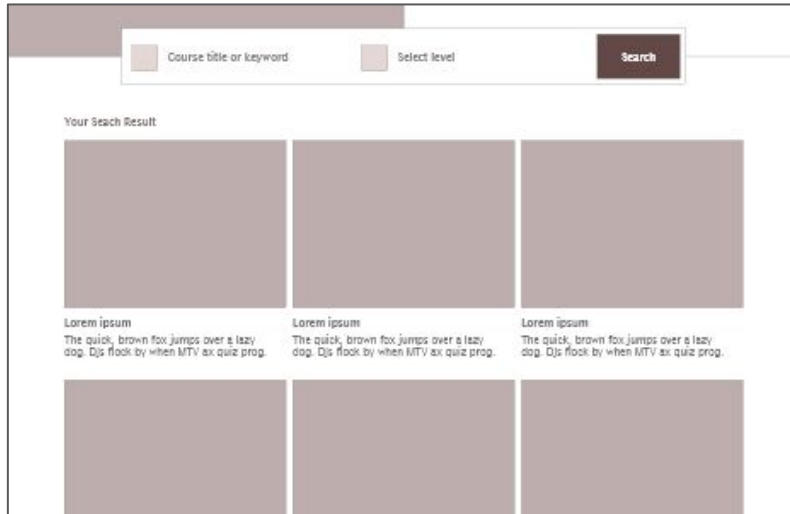 Course title or keyword
Select level
Search
Your Seach Result
Lorem ipsum
The quick, brown fox jumps over a lazy
dog. DJs flock by when MTV ax quiz prog.
Lorem ipsum
The quick, brown fox jumps over a lazy
dog. DJs flock by when MTV ax quiz prog.
Lorem ipsum
The quick, brown fox jumps over a lazy
dog. DJs flock by when MTV ax quiz prog.